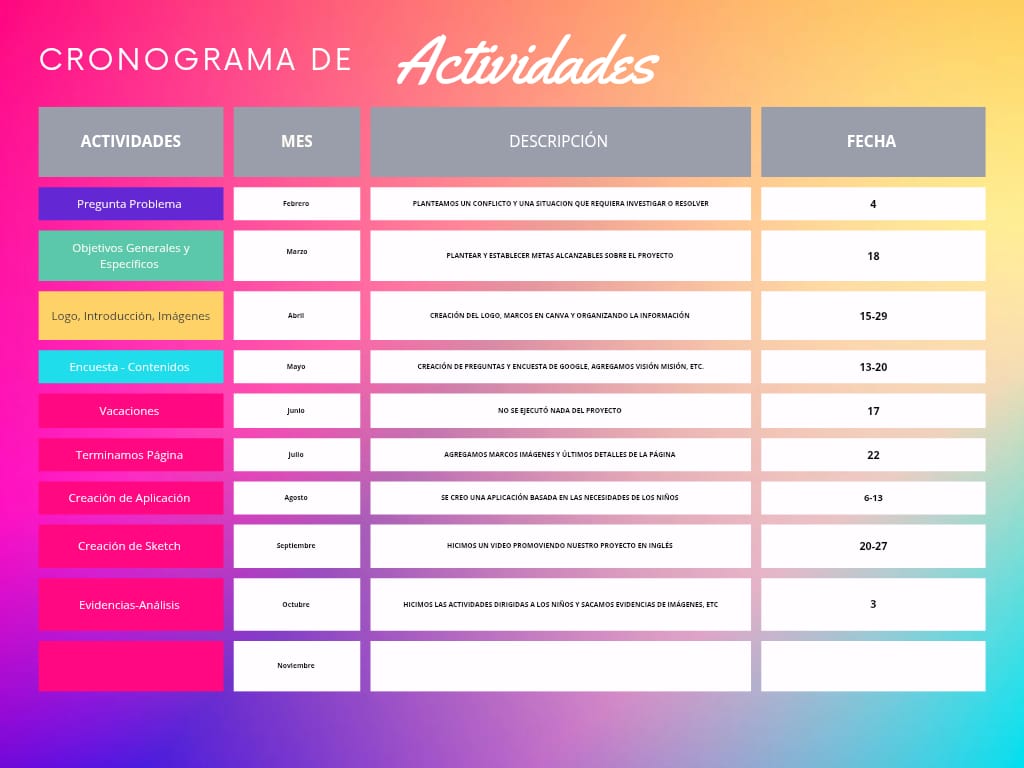 CRONOGRAMA DE Actividades
ACTIVIDADES MES DESCRIPCIÓN FECHA
Pregunta Problema Febrero PLANTEAMOS UN CONFLICTO Y UNA SITUACION QUE REQUIERA INVESTIGAR O RESOLVER 4
Objetivos Generales y
Específicos Marzo PLANTEAR Y ESTABLECER METAS ALCANZABLES SOBRE EL PROYECTO 18
Logo, Introducción, Imágenes Abril CREACIÓN DEL LOGO, MARCOS EN CANVA Y ORGANIZANDO LA INFORMACIÓN 15-29
Encuesta - Contenidos Mayo CREACIÓN DE PREGUNTAS Y ENCUESTA DE GOOGLE, AGREGAMOS VISIÓN MISIÓN, ETC. 13-20
Vacaciones Junio NO SE EJECUTÓ NADA DEL PROYECTO 17
Terminamos Página Julio AGREGAMOS MARCOS IMÁGENES Y ÚLTIMOS DETALLES DE LA PÁGINA 22
Creación de Aplicación Agosto SE CREO UNA APLICACIÓN BASADA EN LAS NECESIDADES DE LOS NIÑOS 6-13
Creación de Sketch Septiembre HICIMOS UN VIDEO PROMOVIENDO NUESTRO PROYECTO EN INGLÉS 20-27
Evidencias-Análisis Octubre HICIMOS LAS ACTIVIDADES DIRIGIDAS A LOS NIÑOS Y SACAMOS EVIDENCIAS DE IMÁGENES, ETC 3
Noviembre